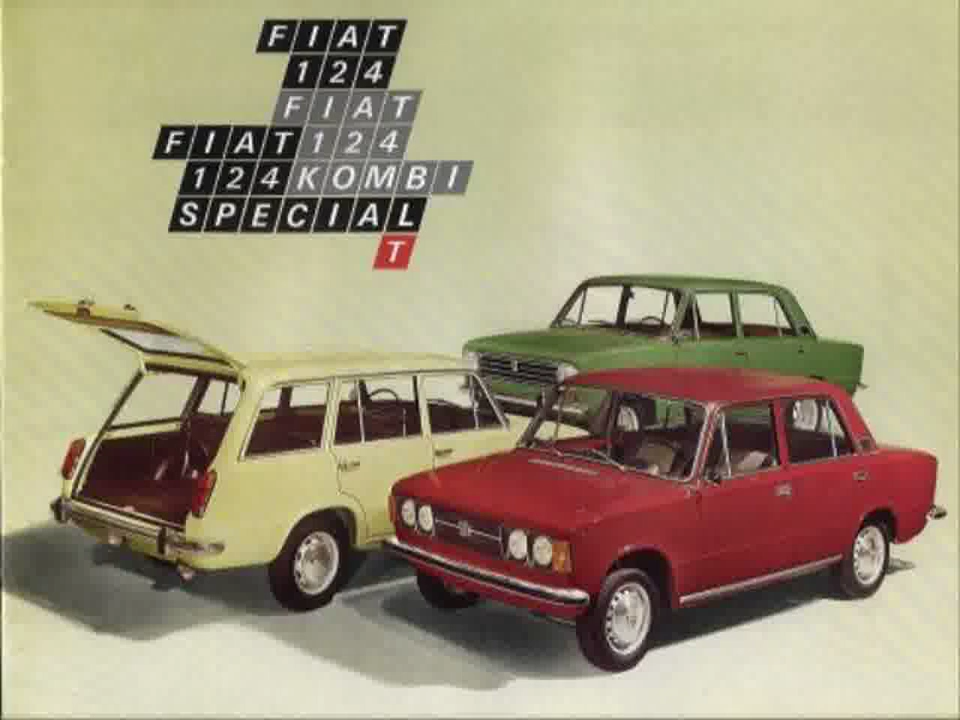 FIAT
124
FIAT
FIAT 124
124 KOMBI
SPECIAL
T